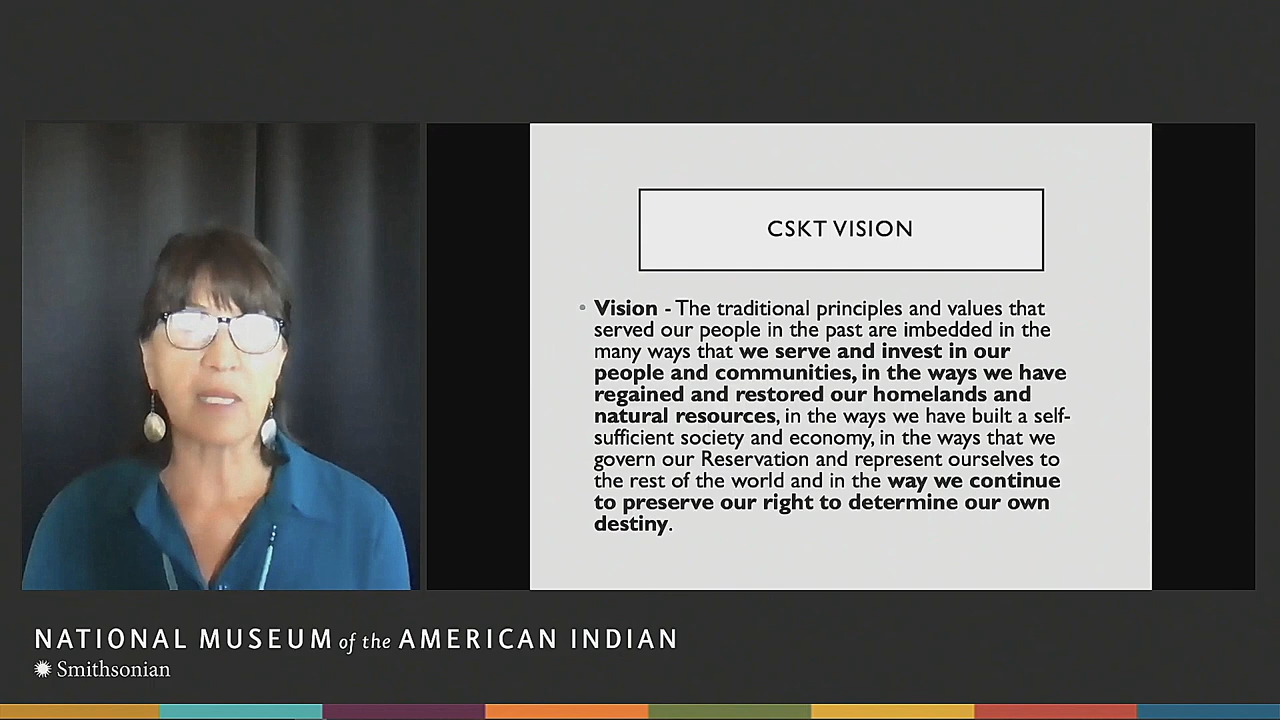 CSKT VISION
• Vision - The traditional principles and values that
served our people in the past are imbedded in the
many ways that we serve and invest in our
people and communities, in the ways we have
regained and restored our homelands and
natural resources, in the ways we have built a self-
sufficient society and economy, in the ways that we
govern our Reservation and represent ourselves to
the rest of the world and in the way we continue
to preserve our right to determine our own
destiny.
NATIONAL MUSEUM of the AMERICAN INDIAN
Smithsonian